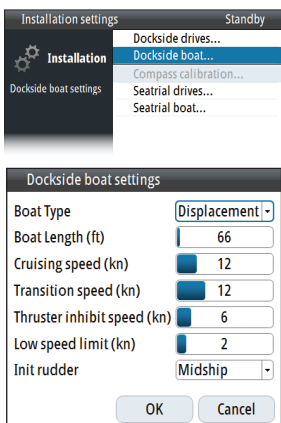 Installation settings Standby
Installation
Dockside boat settings
Dockside drives...
Dockside boat...
Compass calibration...
Seatrial drives...
Seatrial boat...
Dockside boat settings
Boat Type Displacement
Boat Length (ft) 66
Cruising speed (kn) 12
Transition speed (kn) 12
Thruster inhibit speed (kn) 6
Low speed limit (kn) 2
Init rudder Midship
OK Cancel